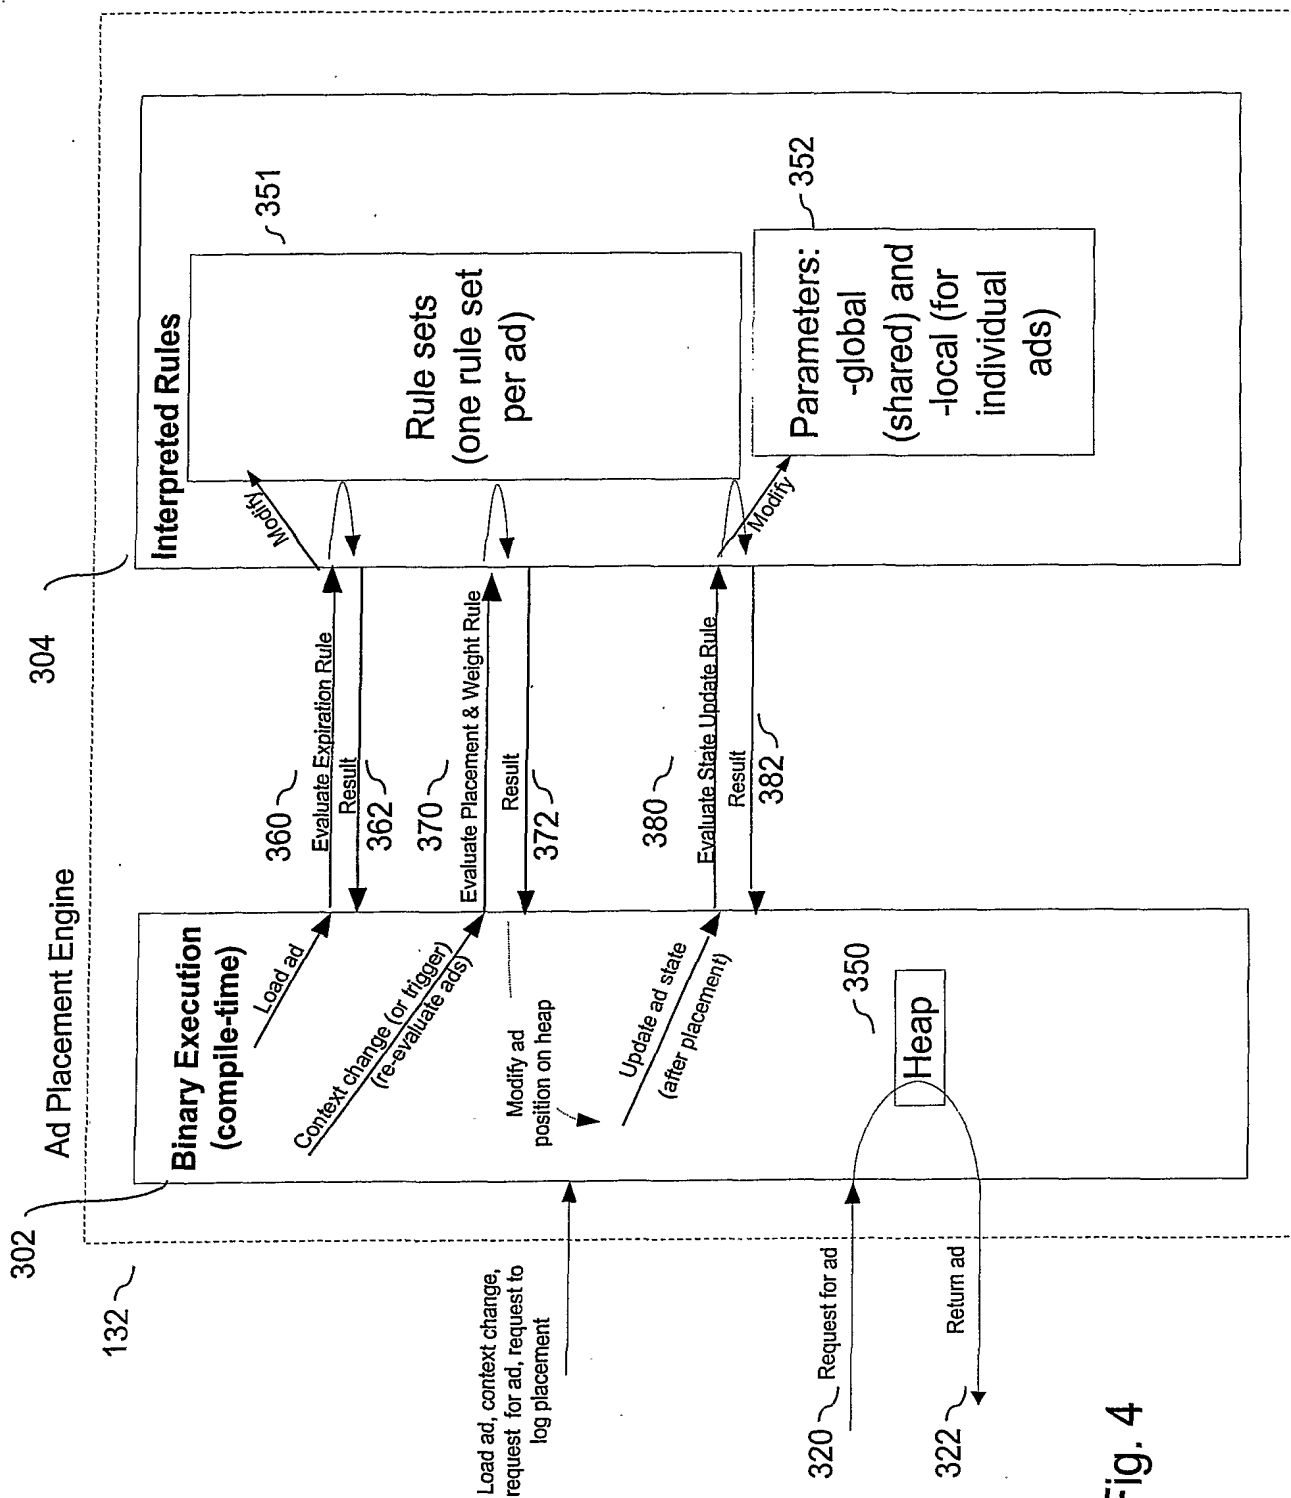 302
132
Ad Placement Engine
304
Binary Execution
(compile-time)
Interpreted Rules
Load ad
360
Evaluate Expiration Rule
Result
362
Modify
351
Rule sets
(one rule set
per ad)
Context change (or trigger)
(re-evaluate ads)
370
Evaluate Placement & Weight Rule
Result
372
Load ad, context change,
request for ad, request to
log placement
Modify ad
position on heap
Update ad state
(after placement)
380
Evaluate State Update Rule
Result
382
Modify
352
Parameters:
-global
(shared) and
-local (for
individual
ads)
320
Request for ad
350
Heap
322
Return ad
Fig. 4